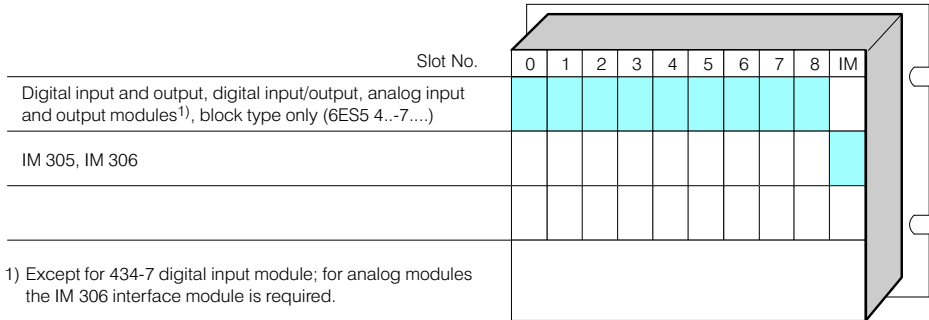 Slot No. 0 1 2 3 4 5 6 7 8 IM
Digital input and output, digital input/output, analog input
and output modules1), block type only (6ES5 4..-7....)
IM 305, IM 306
1) Except for 434-7 digital input module; for analog modules
the IM 306 interface module is required.